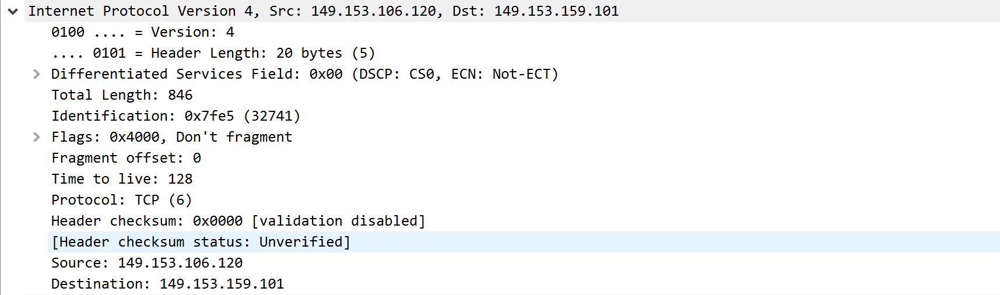 Internet Protocol Version 4, Src: 149.153.106.120, Dst: 149.153.159.101
0100 .... = Version: 4
.... 0101 = Header Length: 20 bytes (5)
Differentiated Services Field: 0x00 (DSCP: CS0, ECN: Not-ECT)
Total Length: 846
Identification: 0x7fe5 (32741)
Flags: 0x4000, Don't fragment
Fragment offset: 0
Time to live: 128
Protocol: TCP (6)
Header checksum: 0x0000 [validation disabled]
[Header checksum status: Unverified]
Source: 149.153.106.120
Destination: 149.153.159.101